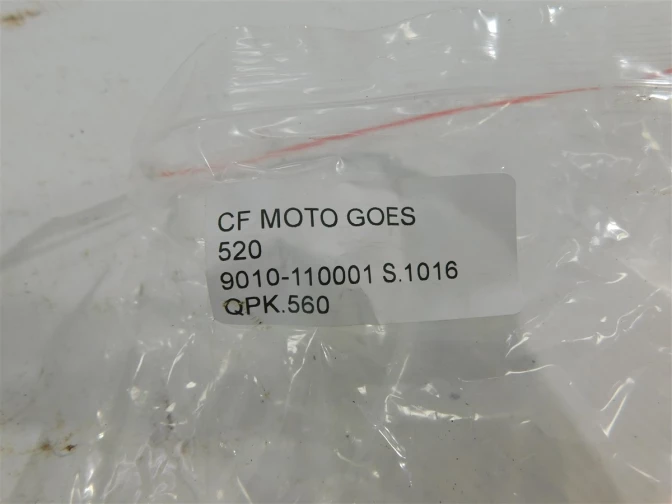 CF MOTO GOES
520
9010-110001 S.1016
QPK.560